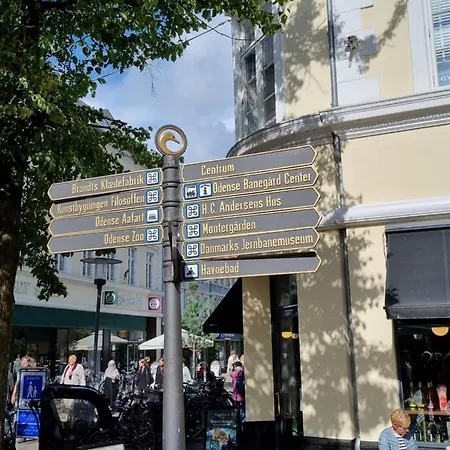 Brandts Klædefabrik
Kunstbygningen Filosoffen
Odense Aafart
Odense Zoo
Centrum
Odense Banegård Center
H.C. Andersens Hus
Møntergården
Danmarks Jernbanemuseum
Havnebad